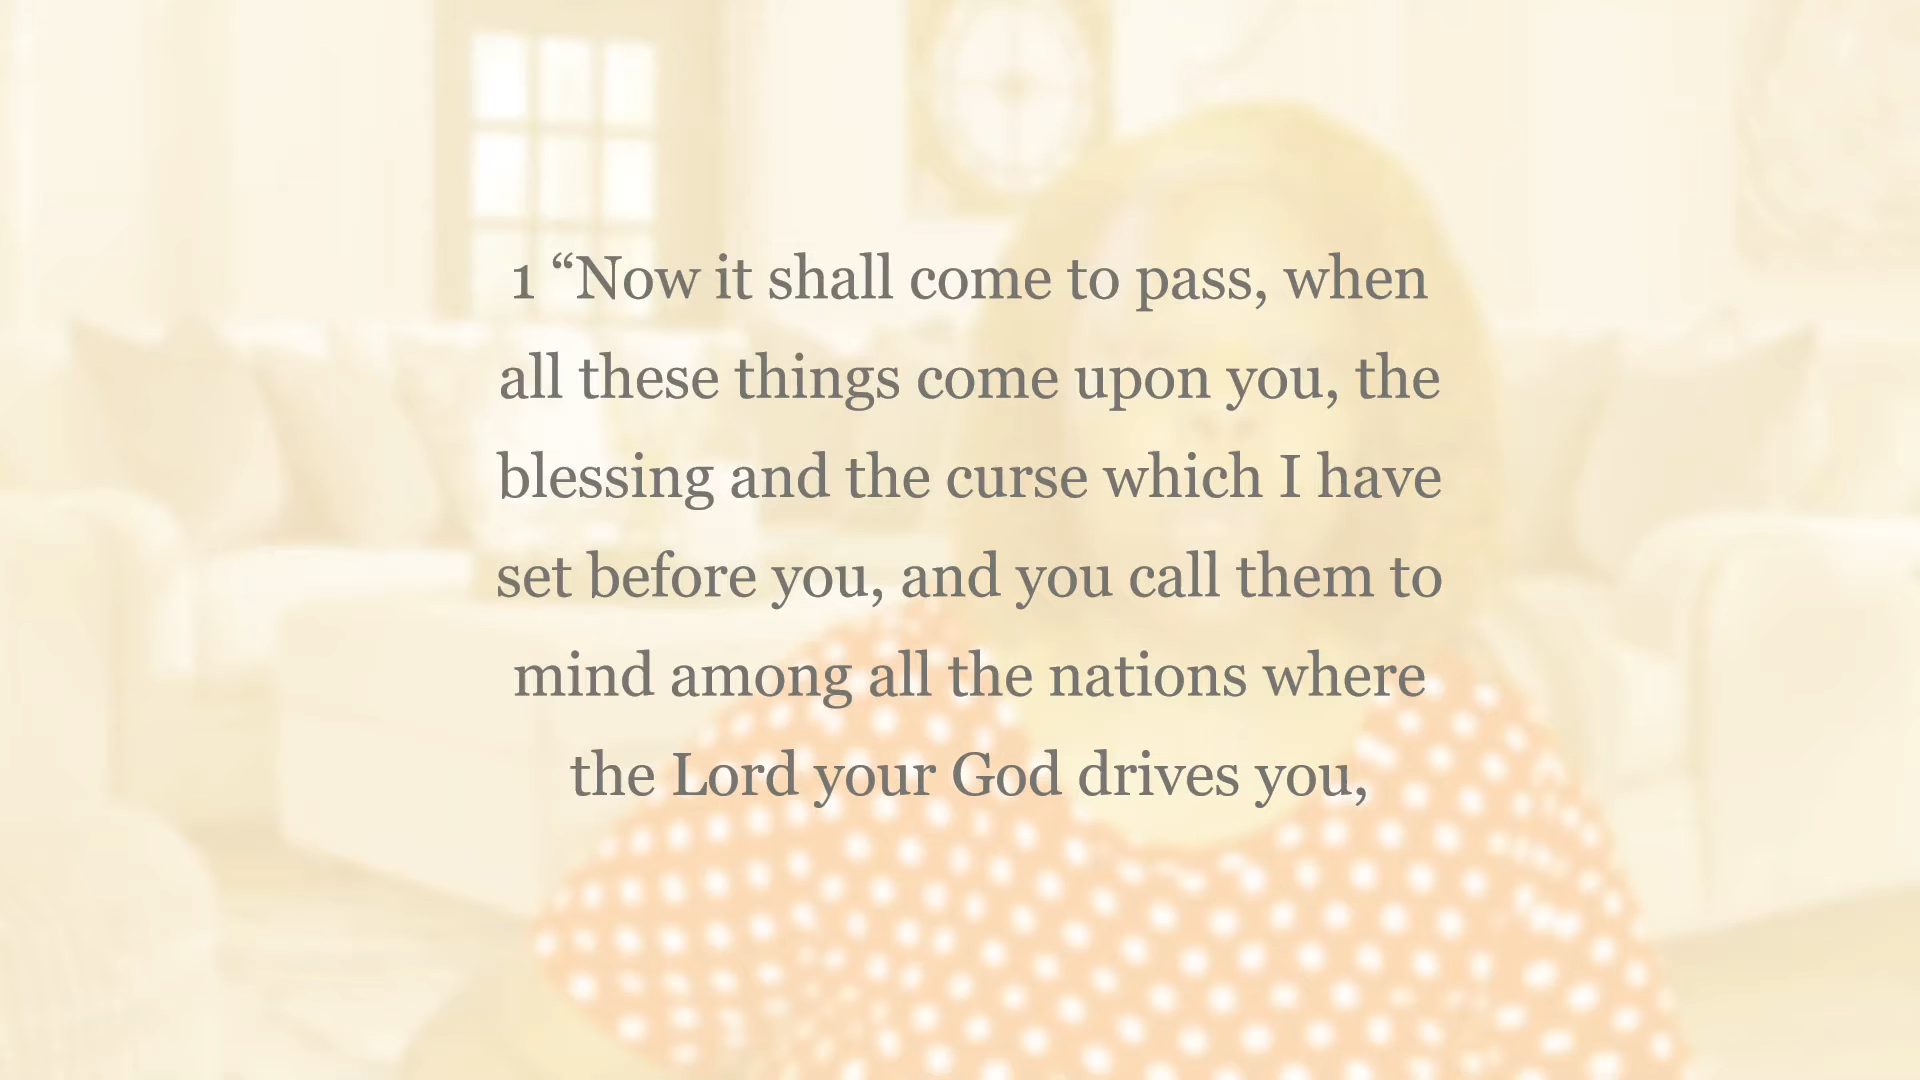 1 “Now it shall come to pass, when
all these things come upon you, the
blessing and the curse which I have
set before you, and you call them to
mind among all the nations where
the Lord your God drives you,